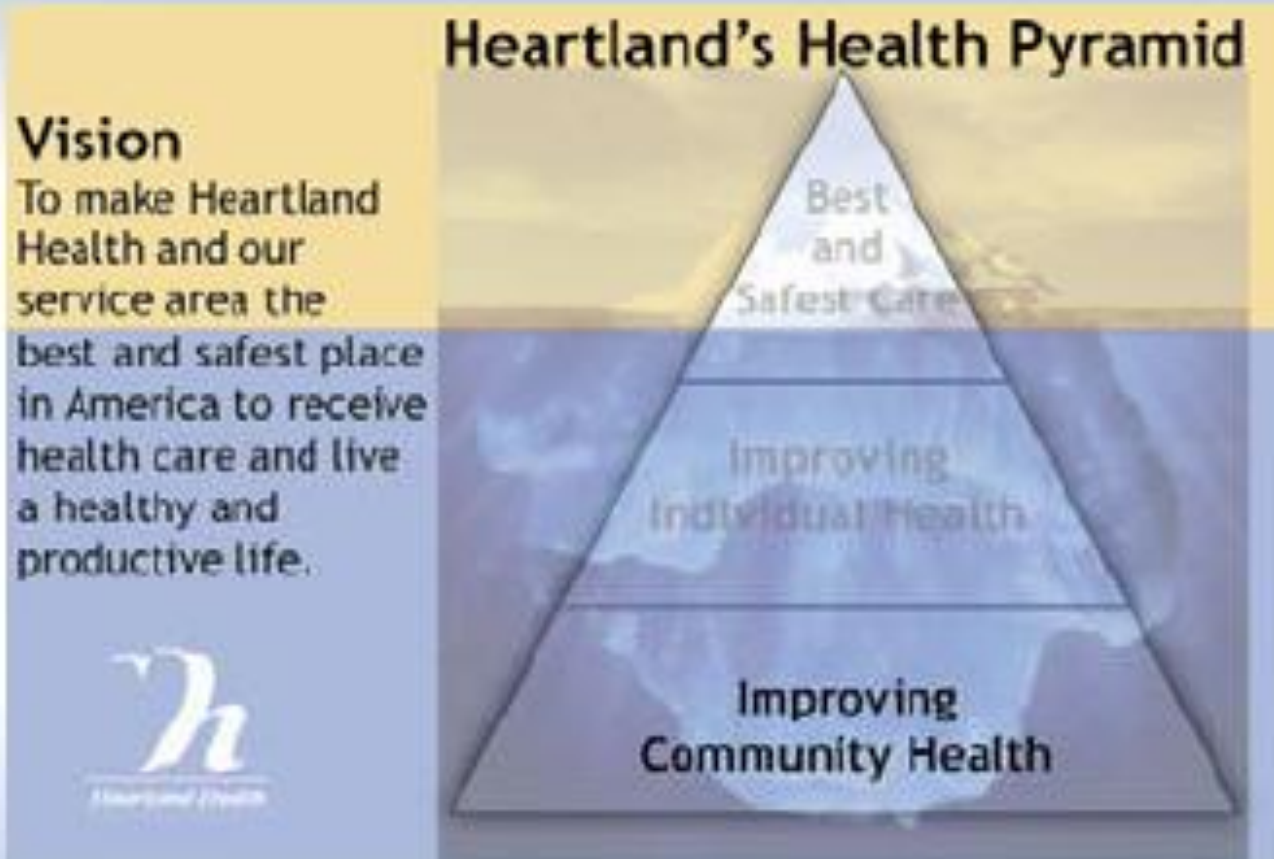 Heartland's Health Pyramid
Vision
To make Heartland
Health and our
service area the
best and safest place
in America to receive
health care and live
a healthy and
productive life.
Heartland Health
Best
and
Safest Care
Improving
Individual Health
Improving
Community Health